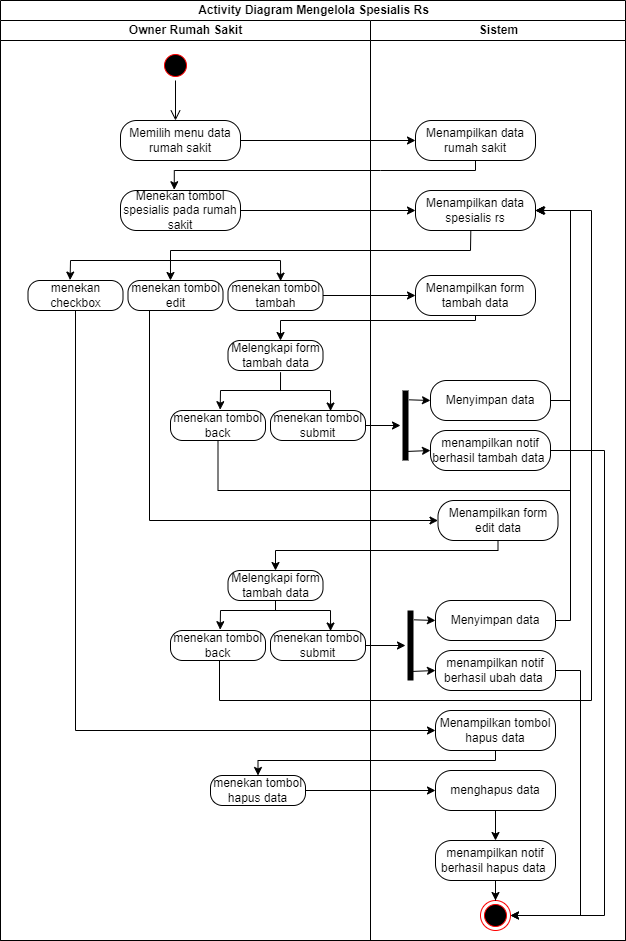 Activity Diagram Mengelola Spesialis Rs
Owner Rumah Sakit
Sistem
Memilih menu data
rumah sakit
Menampilkan data
rumah sakit
Menekan tombol
spesialis pada rumah
sakit
Menampilkan data
spesialis rs
menekan
checkbox
menekan tombol
edit
menekan tombol
tambah
Menampilkan form
tambah data
Melengkapi form
tambah data
menekan tombol
back
menekan tombol
submit
Menyimpan data
menampilkan notif
berhasil tambah data
Menampilkan form
edit data
Melengkapi form
tambah data
menekan tombol
back
menekan tombol
submit
Menyimpan data
menampilkan notif
berhasil ubah data
Menampilkan tombol
hapus data
menekan tombol
hapus data
menghapus data
menampilkan notif
berhasil hapus data